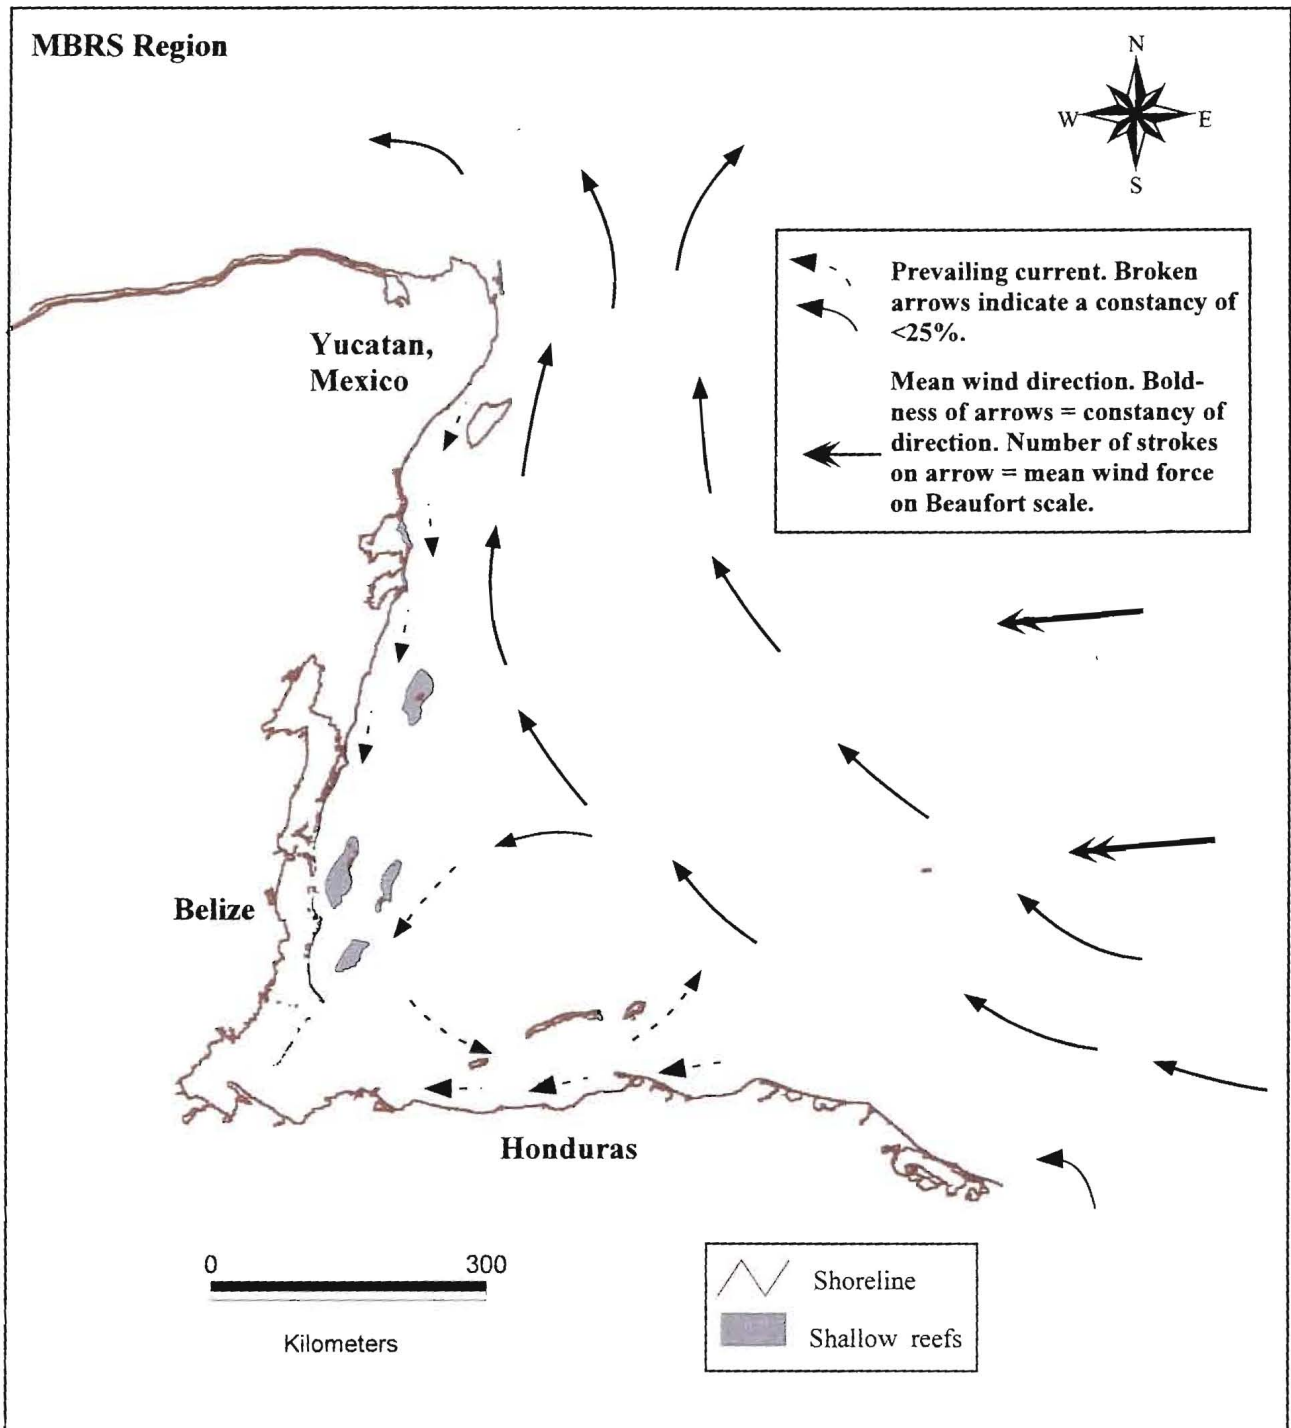 MBRS Region
N
W
E
S
Prevailing current. Broken
arrows indicate a constancy of
<25%.
Mean wind direction. Bold-
ness of arrows = constancy of
direction. Number of strokes
on arrow = mean wind force
on Beaufort scale.
Yucatan,
Mexico
Belize
Honduras
0
300
Kilometers
Shoreline
Shallow reefs